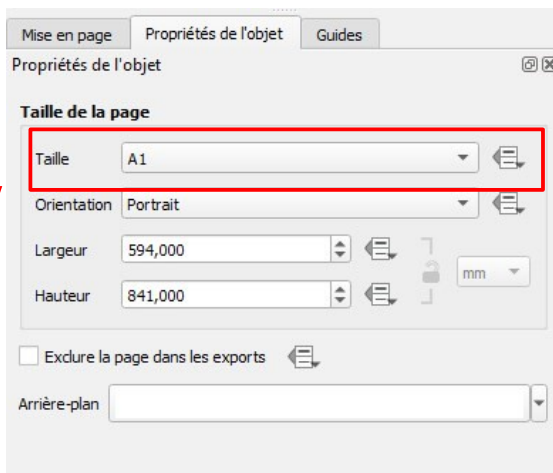 Mise en page Propriétés de l'objet Guides
Propriétés de l'objet
Taille de la page
Taille A1
Orientation Portrait
Largeur 594,000
mm
Hauteur 841,000
Exclure la page dans les exports
Arrière-plan